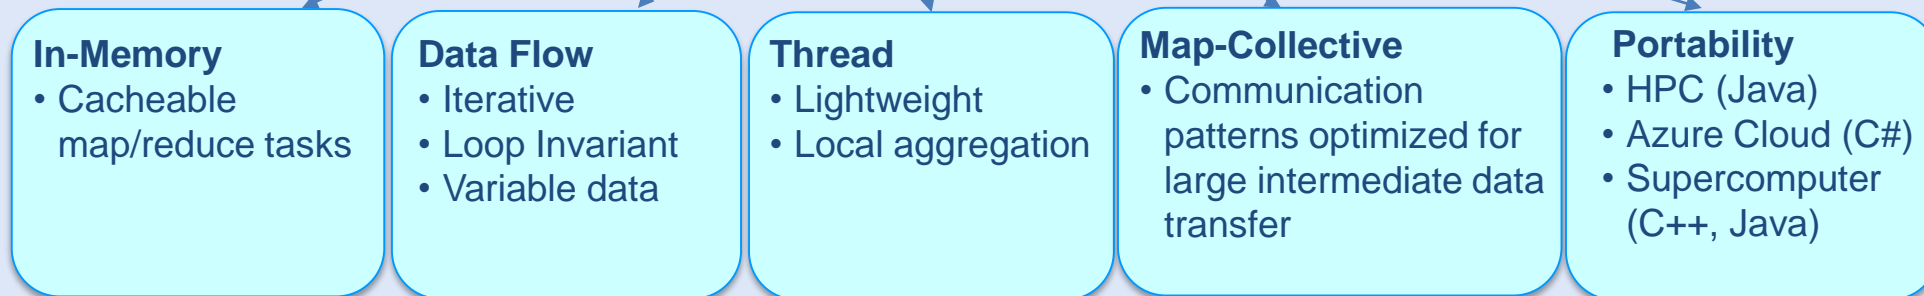 In-Memory
• Cacheable
map/reduce tasks
Data Flow
• Iterative
• Loop Invariant
• Variable data
Thread
• Lightweight
• Local aggregation
Map-Collective
• Communication
patterns optimized for
large intermediate data
transfer
Portability
• HPC (Java)
• Azure Cloud (C#)
• Supercomputer
(C++, Java)